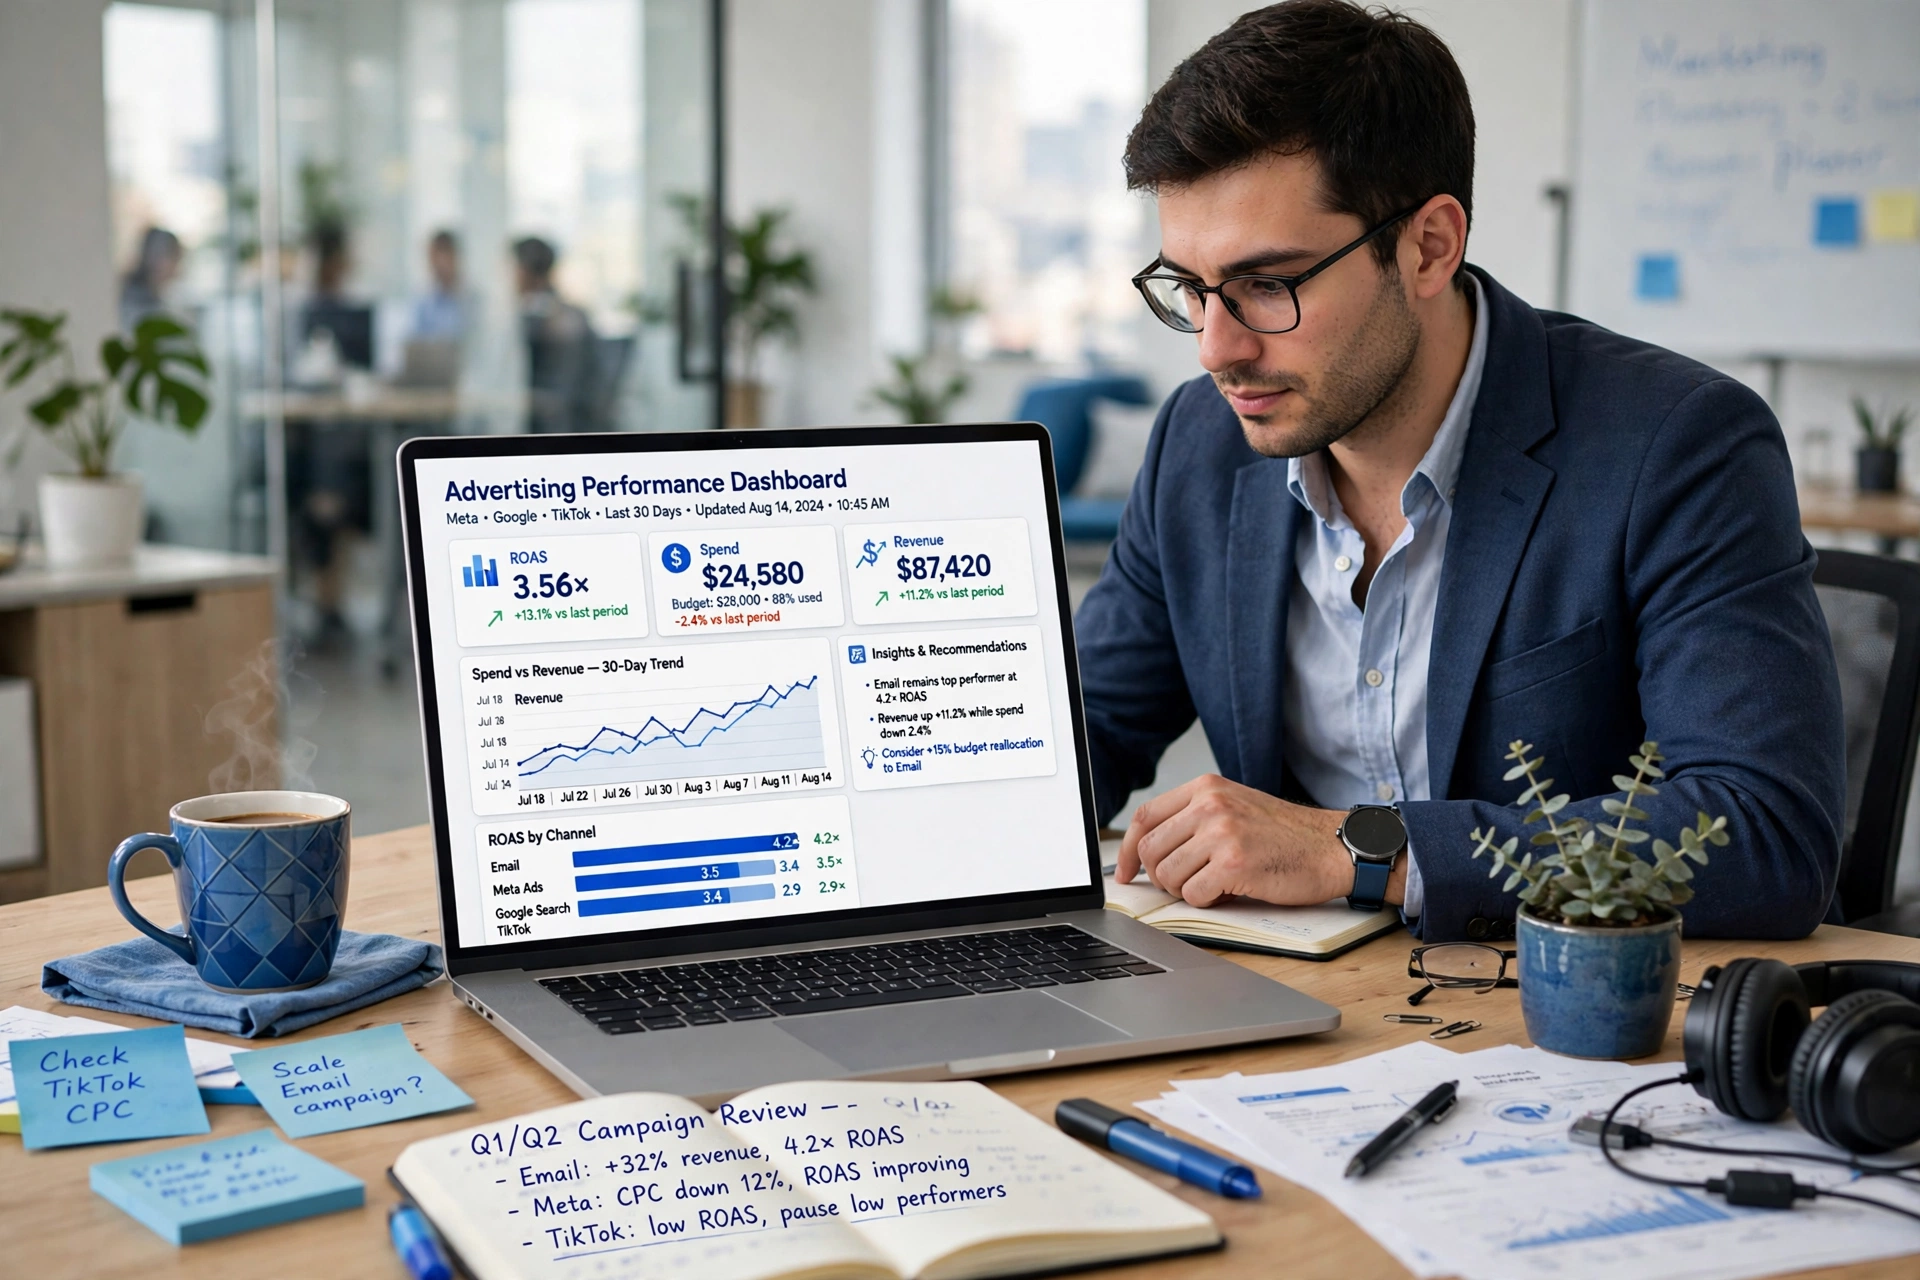 Advertising Performance Dashboard
Meta • Google • TikTok • Last 30 Days • Updated Aug 14, 2024 • 10:45 AM
ROAS
3.56×
+13.1% vs last period
$
Spend
$24,580
Budget: $28,000 • 88% used
-2.4% vs last period
$
Revenue
$87,420
+11.2% vs last period
Spend vs Revenue — 30-Day Trend
Revenue
Jul 18
Jul 26
Jul 18
Jul 14
Jul 14
Jul 18 | Jul 22 | Jul 26 | Jul 30 | Aug 3 | Aug 7 | Aug 11 | Aug 14
Insights & Recommendations
• Email remains top performer at
4.2× ROAS
• Revenue up +11.2% while spend
down 2.4%
Consider +15% budget reallocation
to Email
ROAS by Channel
Email 4.2× 4.2×
Meta Ads 3.5 3.4 3.5×
Google Search 3.4 2.9 2.9×
TikTok
Marketing
Check
TikTok
CPC
Scale
Email
campaign?
Q1/Q2 Campaign Review -- Q1/Q2
- Email: +32% revenue, 4.2× ROAS
- Meta: CPC down 12%, ROAS improving
- TikTok: low ROAS, pause low performers